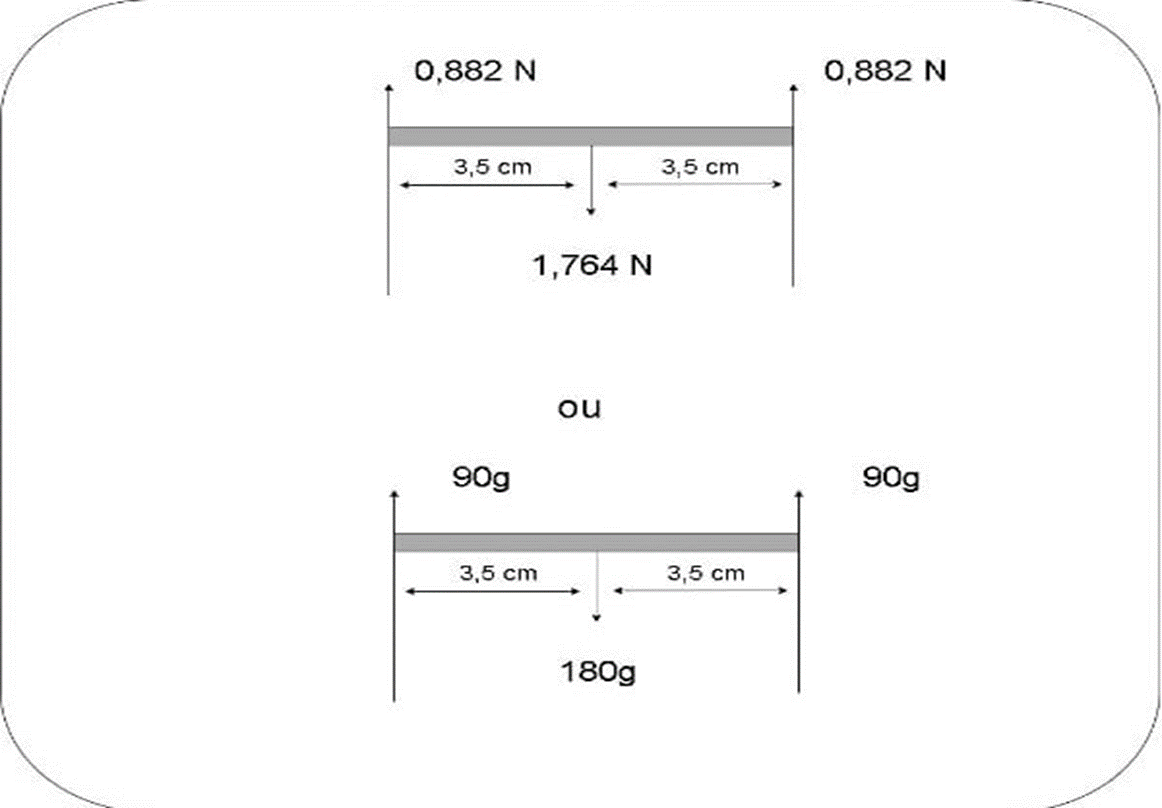 0,882 N 0,882 N
3,5 cm 3,5 cm
1,764 N
ou
90g 90g
3,5 cm 3,5 cm
180g